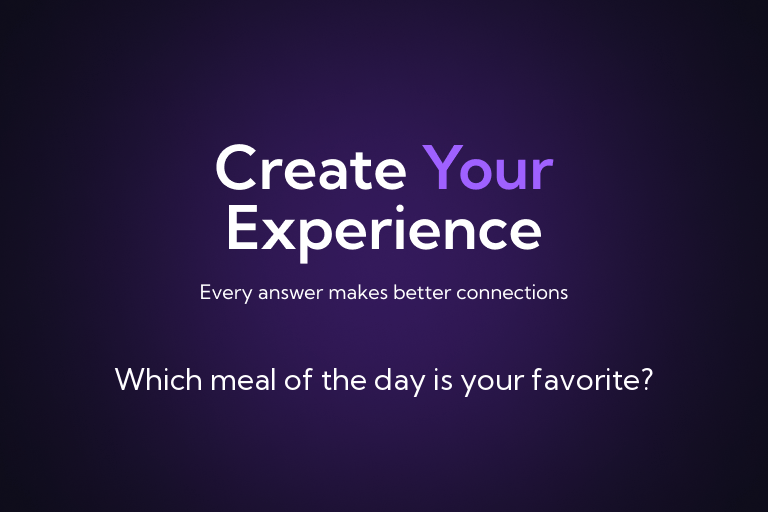 Create Your
Experience
Every answer makes better connections
Which meal of the day is your favorite?